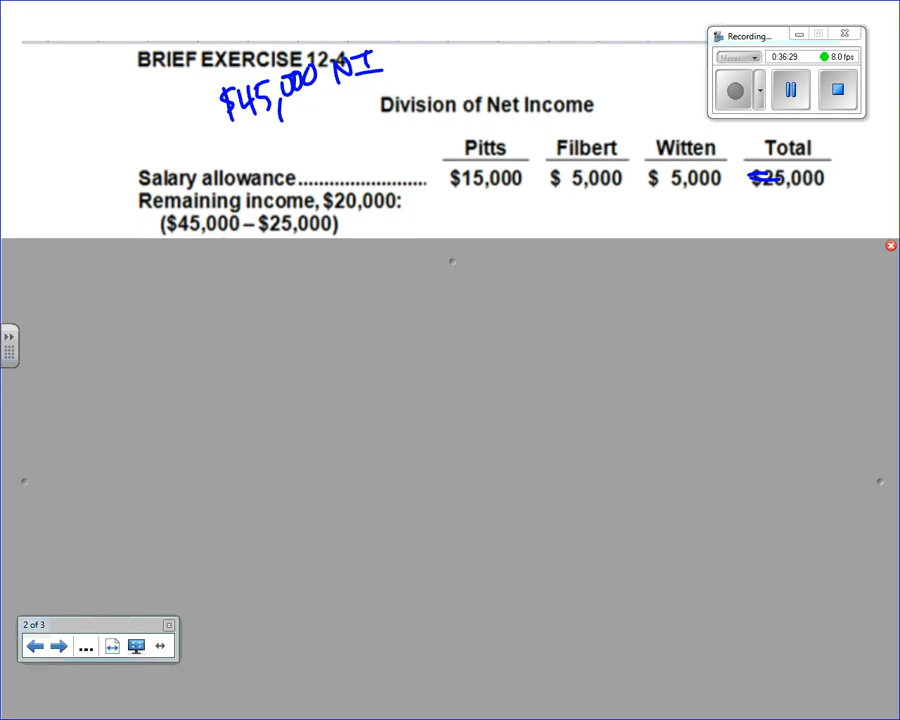 Recording...
BRIEF EXERCISE 12-4
Menu
0:36:29
8.0 fps
$45,000 NI
Division of Net Income
Pitts Filbert Witten Total
Salary allowance.......................... $15,000 $ 5,000 $ 5,000 $25,000
Remaining income, $20,000:
($45,000 – $25,000)
2 of 3
...